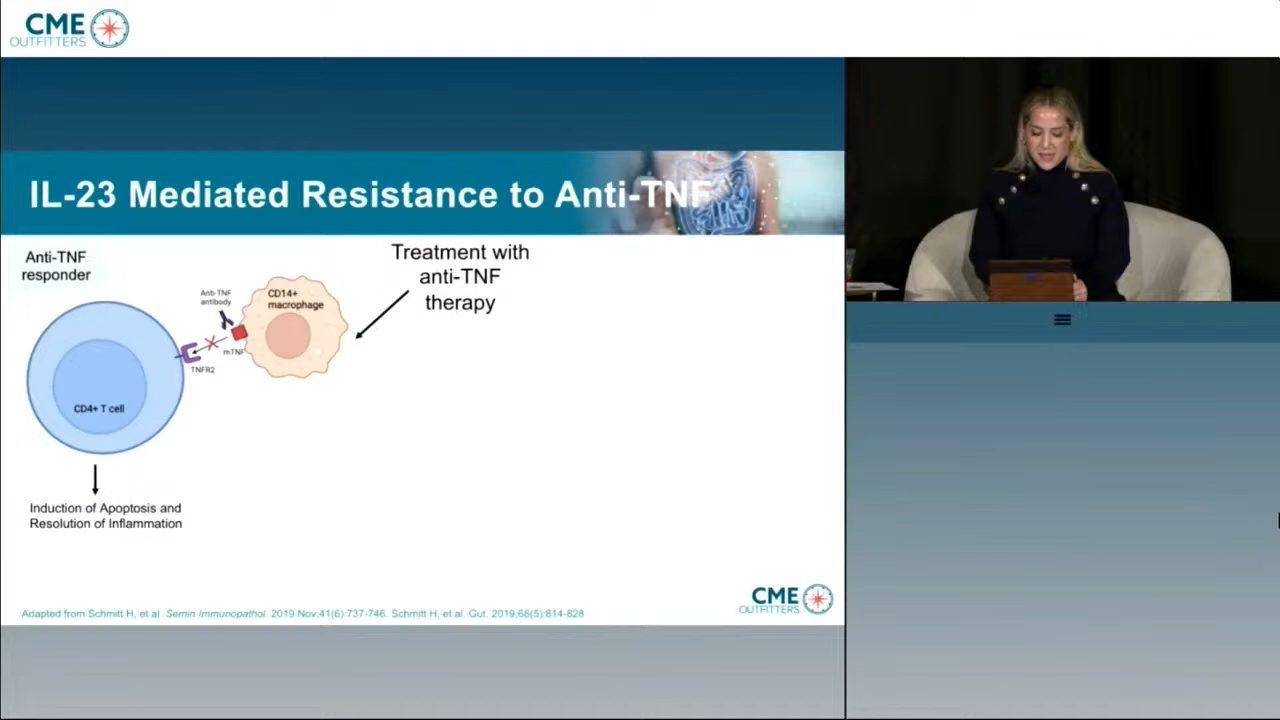 CME
OUTFITTERS
IL-23 Mediated Resistance to Anti-TNF
Anti-TNF
responder
Treatment with
anti-TNF
therapy
Anti-TNF
antibody
CD14+
macrophage
mTNF
TNFR2
CD4+ T cell
Induction of Apoptosis and
Resolution of Inflammation
Adapted from Schmitt H, et al. Semin Immunopathol. 2019 Nov;41(6):737-746. Schmitt H, et al. Gut. 2019;68(5):814-828
CME
OUTFITTERS